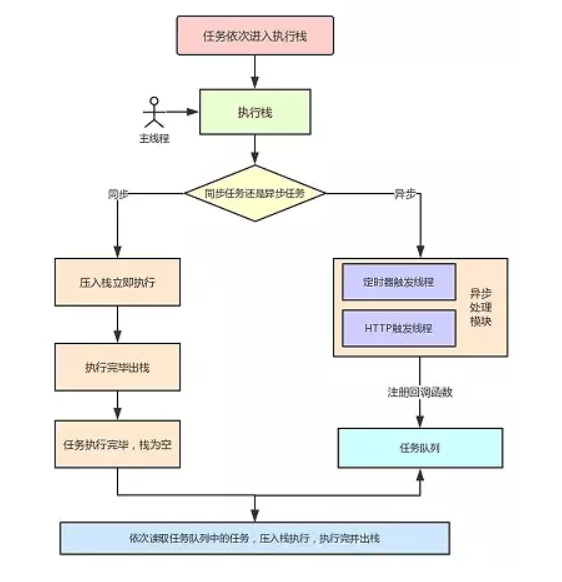 任务依次进入执行栈
执行栈
主线程
同步任务还是异步任务
同步
异步
压入栈立即执行
定时器触发线程
HTTP触发线程
异步
处理
模块
执行完毕出栈
注册回调函数
任务执行完毕，栈为空
任务队列
依次读取任务队列中的任务，压入栈执行，执行完并出栈